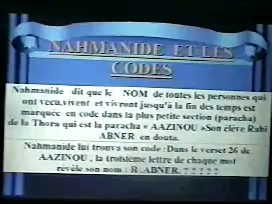 NAHMANIDE ET LES
CODES
Nahmanide dit que le NOM de toutes les personnes qui
ont vecu,vivent et vivront jusqu'à la fin des temps est
marquée en code dans la plus petite section (paracha)
de la Thora qui est la paracha « AAZINOU »Son élève Rabi
ABNER en douta.
Nahmanide lui trouva son code : Dans le verset 26 de
AAZINOU , la troisième lettre de chaque mot
révèle son nom : R .ABNER. ? ? ? ? ?